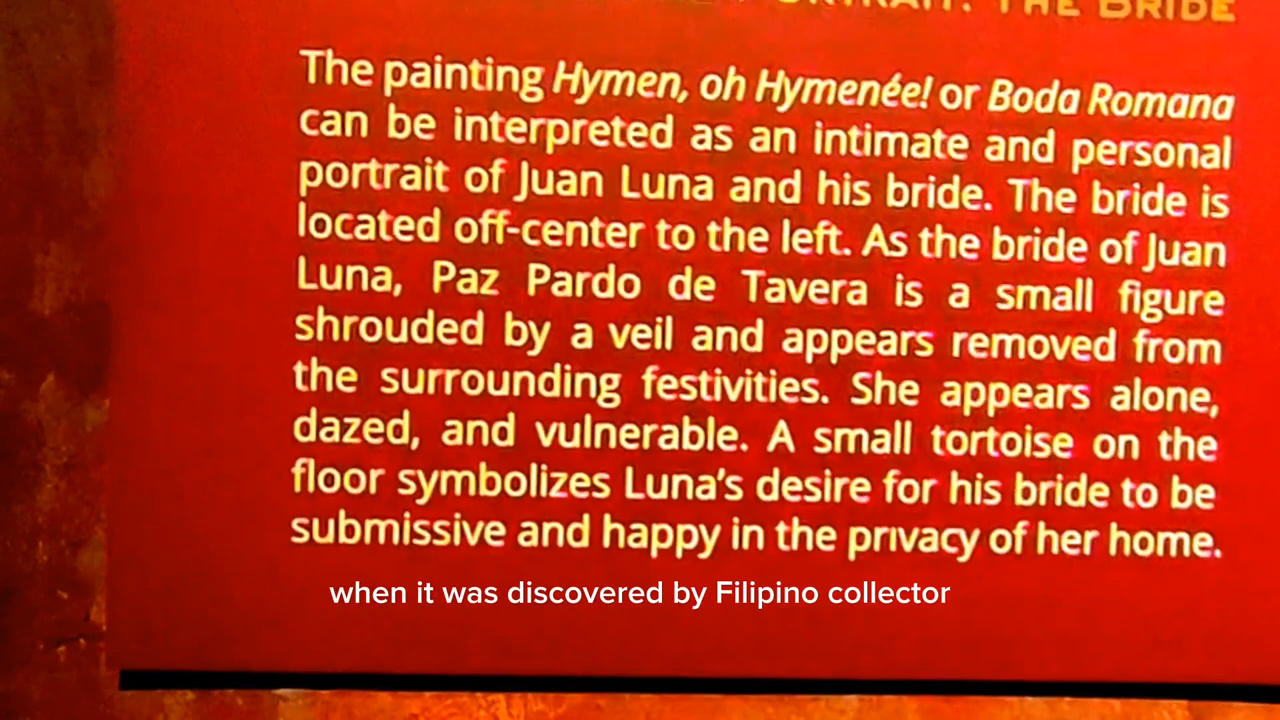 PORTRAIT: THE BRIDE
The painting Hymen, oh Hymenée! or Boda Romana
can be interpreted as an intimate and personal
portrait of Juan Luna and his bride. The bride is
located off-center to the left. As the bride of Juan
Luna, Paz Pardo de Tavera is a small figure
shrouded by a veil and appears removed from
the surrounding festivities. She appears alone,
dazed, and vulnerable. A small tortoise on the
floor symbolizes Luna's desire for his bride to be
submissive and happy in the privacy of her home.
when it was discovered by Filipino collector